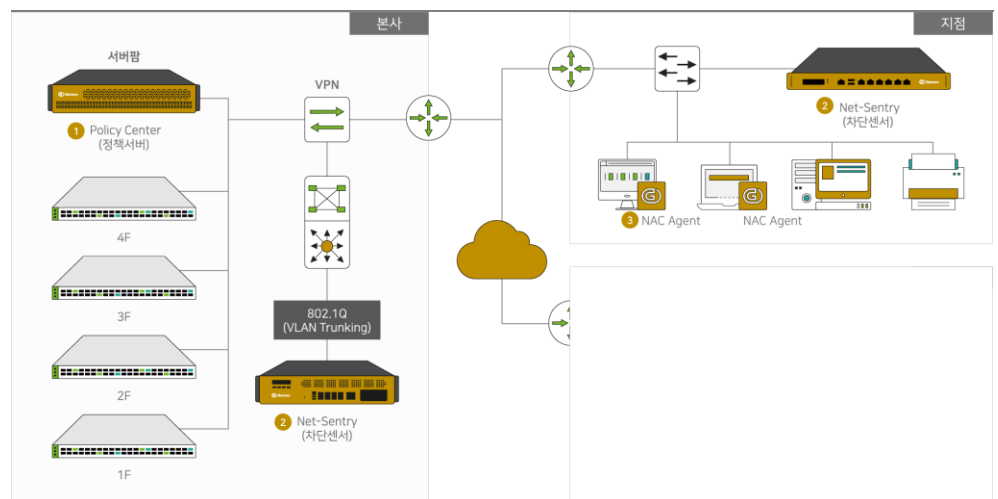 본사
서버팜
1 Policy Center
(정책서버)
4F
3F
2F
1F
VPN
802.1Q
(VLAN Trunking)
2 Net-Sentry
(차단센서)
지점
2 Net-Sentry
(차단센서)
3 NAC Agent
NAC Agent